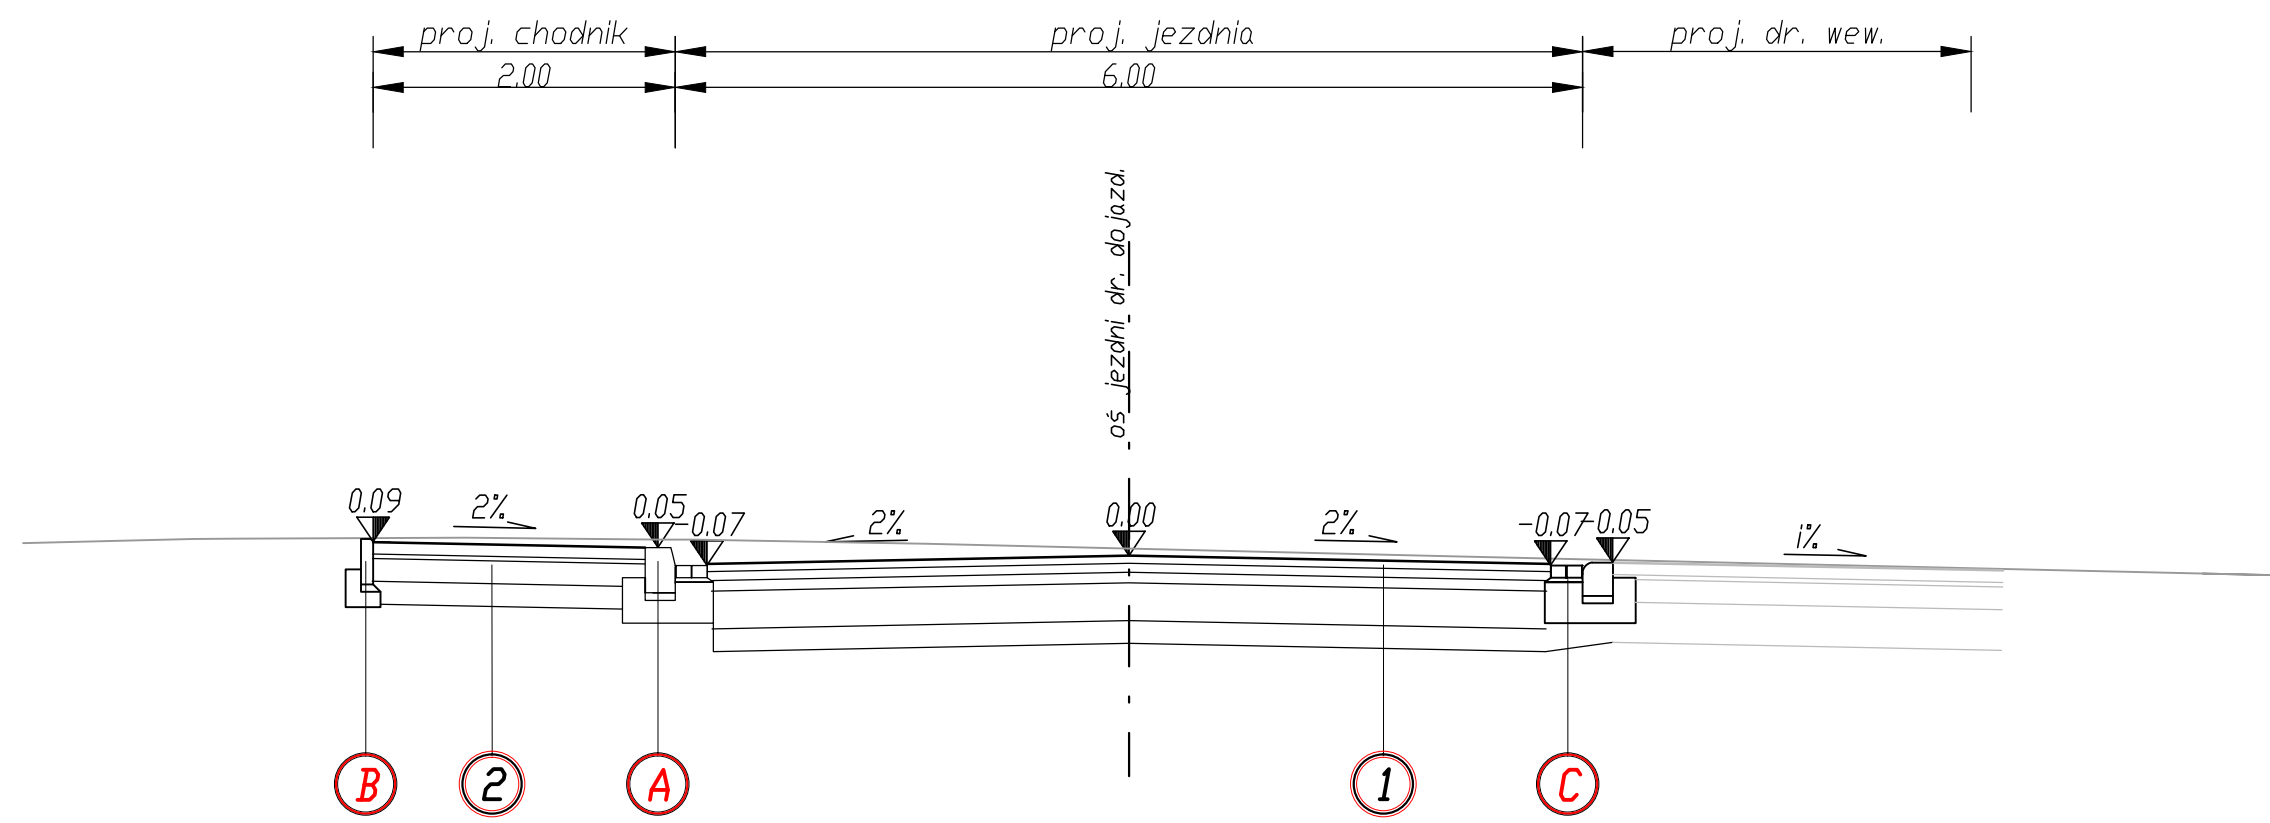 proj. chodnik
proj. jezdnia
proj. dr. wew.
2.00
6.00
oś jezdni dr. dojazd.
0.09
2%
0.05
-0.07
2%
0.00
2%
-0.07
-0.05
1%
B
2
A
1
C